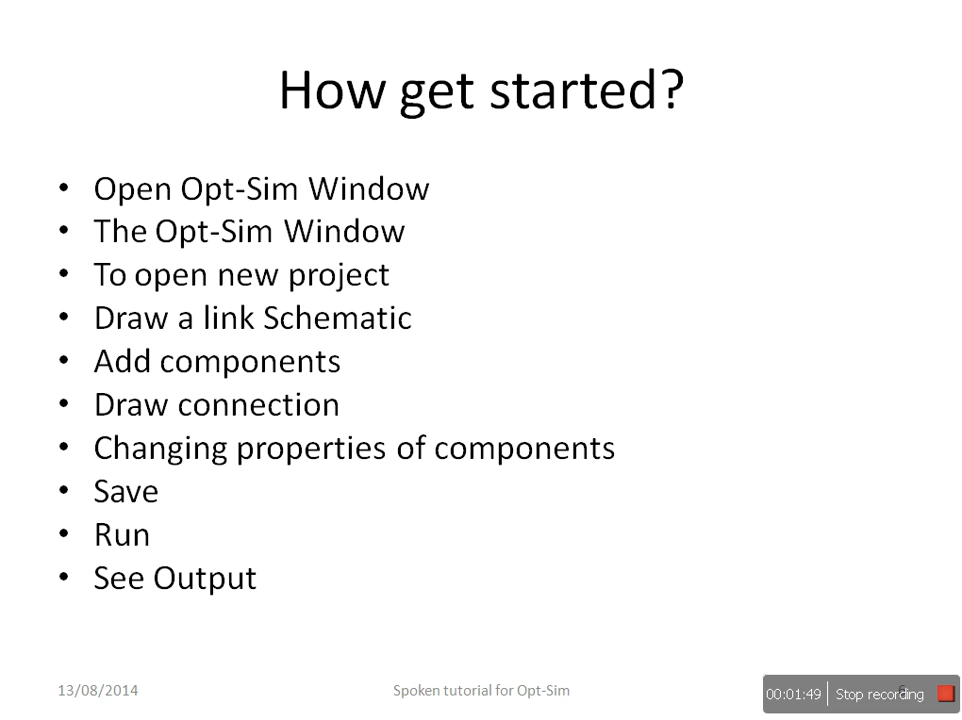 How get started?
• Open Opt-Sim Window
• The Opt-Sim Window
• To open new project
• Draw a link Schematic
• Add components
• Draw connection
• Changing properties of components
• Save
• Run
• See Output
13/08/2014
Spoken tutorial for Opt-Sim
00:01:49 Stop recording